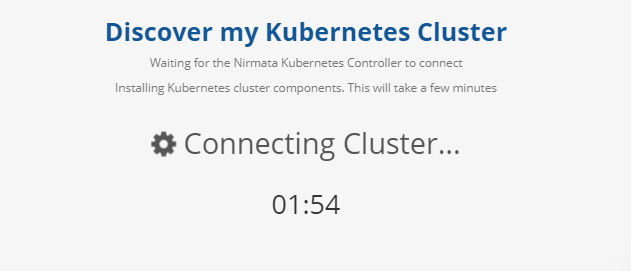 Discover my Kubernetes Cluster
Waiting for the Nirmata Kubernetes Controller to connect
Installing Kubernetes cluster components. This will take a few minutes
Connecting Cluster...
01:54